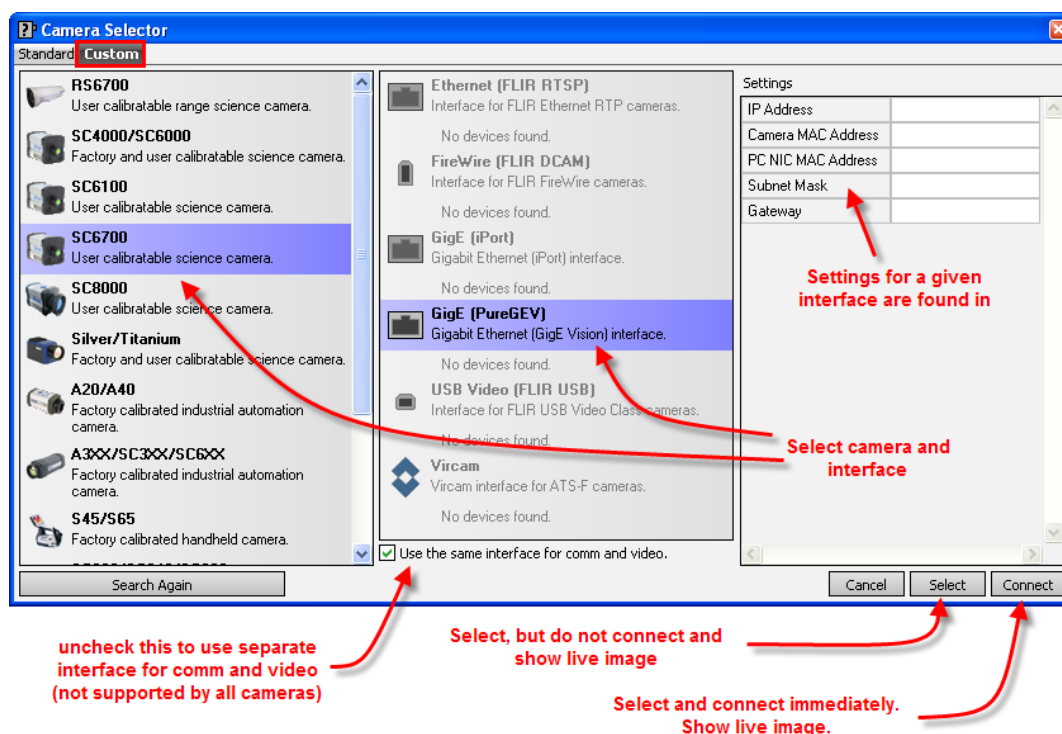 Camera Selector
Standard Custom
RS6700
User calibratable range science camera.
SC4000/SC6000
Factory and user calibratable science camera.
SC6100
User calibratable science camera.
SC6700
User calibratable science camera.
SC8000
User calibratable science camera.
Silver/Titanium
Factory and user calibratable science camera.
A20/A40
Factory calibrated industrial automation
camera.
A3XX/SC3XX/SC6XX
Factory calibrated industrial automation
camera.
S45/S65
Factory calibrated handheld camera.
Search Again
Ethernet (FLIR RTSP)
Interface for FLIR Ethernet RTP cameras.
No devices found.
FireWire (FLIR DCAM)
Interface for FLIR FireWire cameras.
No devices found.
GigE (iPort)
Gigabit Ethernet (iPort) interface.
No devices found.
GigE (PureGEV)
Gigabit Ethernet (GigE Vision) interface.
No devices found.
USB Video (FLIR USB)
Interface for FLIR USB Video Class cameras.
No devices found.
Vircam
Vircam interface for ATS-F cameras.
No devices found.
Use the same interface for comm and video.
Settings
IP Address
Camera MAC Address
PC NIC MAC Address
Subnet Mask
Gateway
Settings for a given
interface are found in
Select camera and
interface
Cancel Select Connect
uncheck this to use separate
interface for comm and video
(not supported by all cameras)
Select, but do not connect and
show live image
Select and connect immediately.
Show live image.